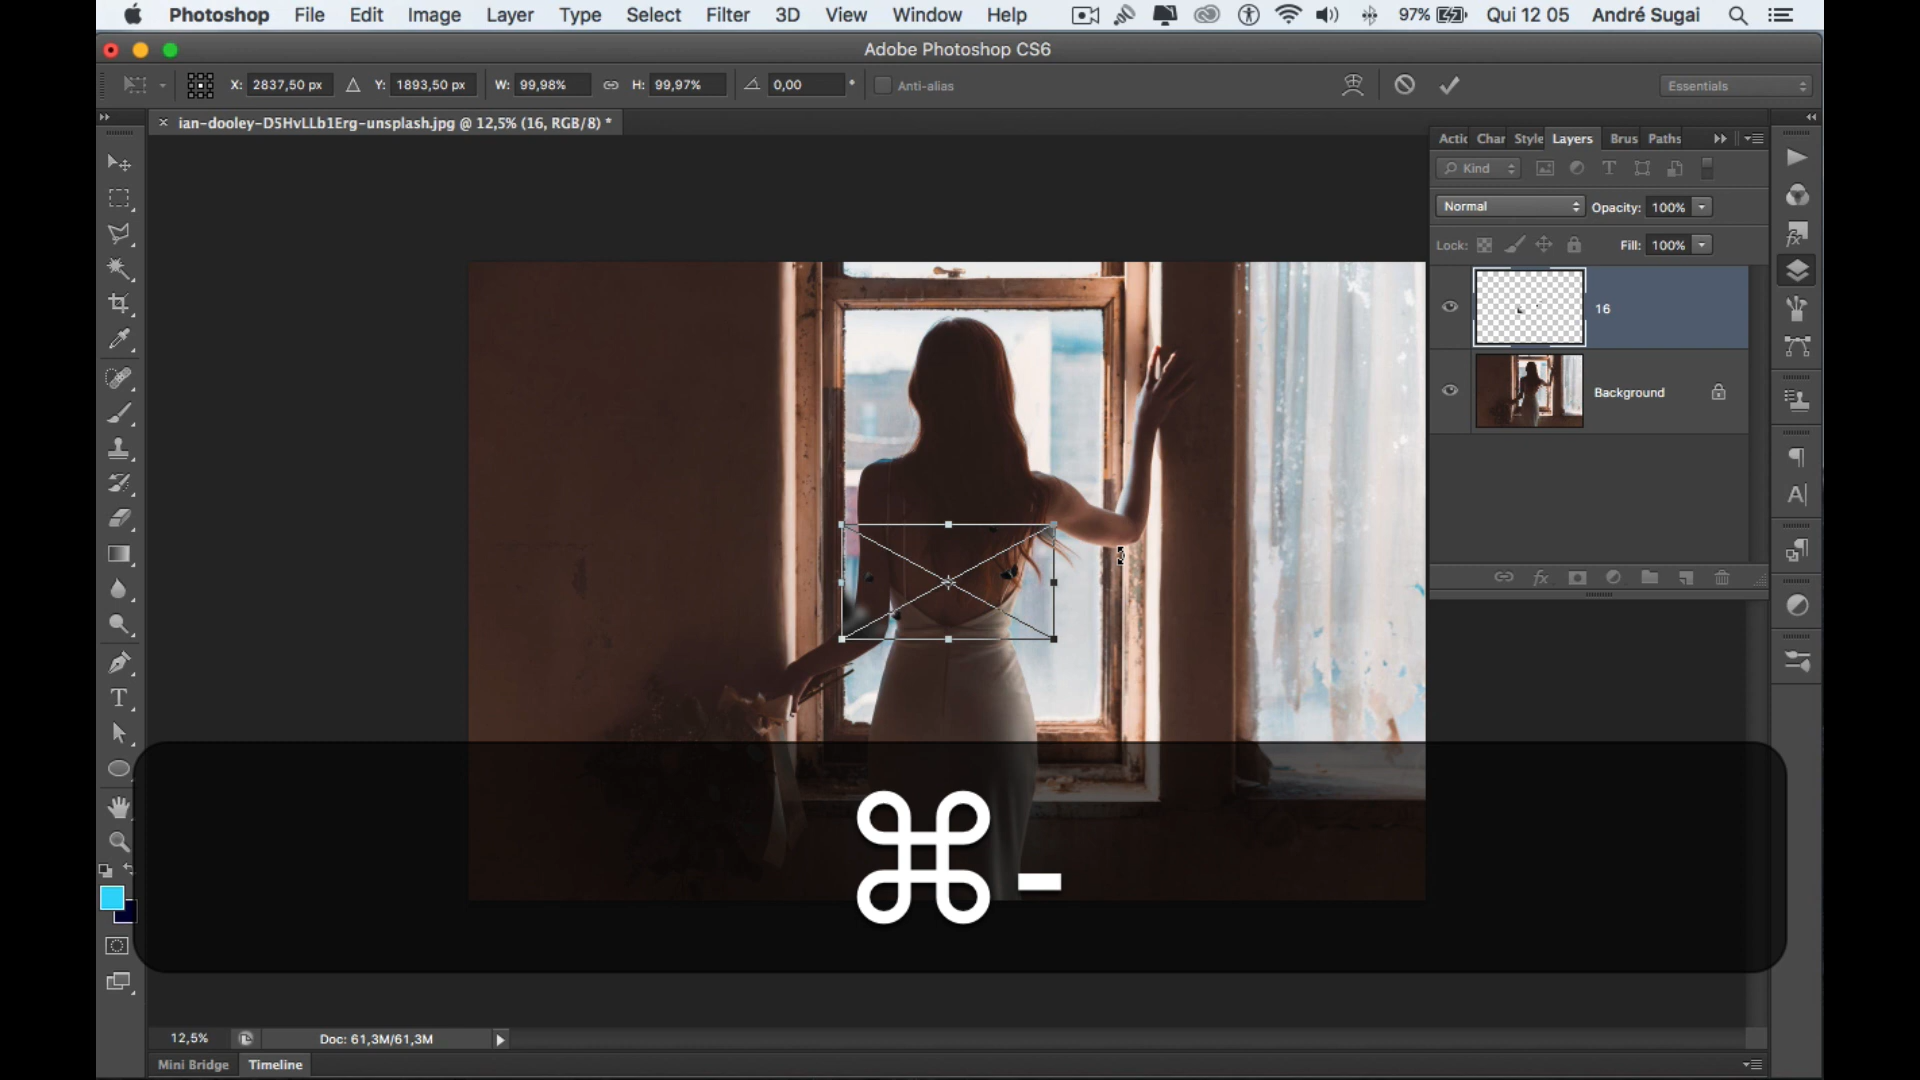 Photoshop File Edit Image Layer Type Select Filter 3D View Window Help 97% Qui 12 05 André Sugai
Adobe Photoshop CS6
X: 2837,50 px Y: 1893,50 px W: 99,98% H: 99,97% 0,00 ° Anti-alias Essentials
× ian-dooley-D5HvLLb1Erg-unsplash.jpg @ 12,5% (16, RGB/8) *
Actic Char Style Layers Brus Paths
Kind
Normal Opacity: 100%
Lock: Fill: 100%
16
Background
⌘ -
12,5% Doc: 61,3M/61,3M
Mini Bridge Timeline